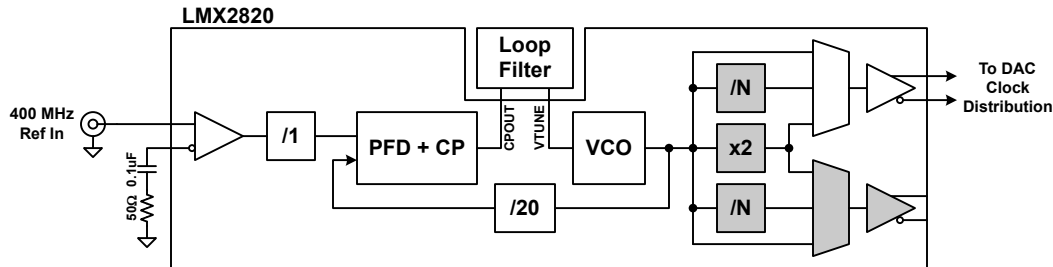 LMX2820
Loop
Filter
400 MHz
Ref In
/1
PFD + CP
CPOUT
VTUNE
VCO
/N
x2
/N
/20
50Ω 0.1uF
To DAC
Clock
Distribution